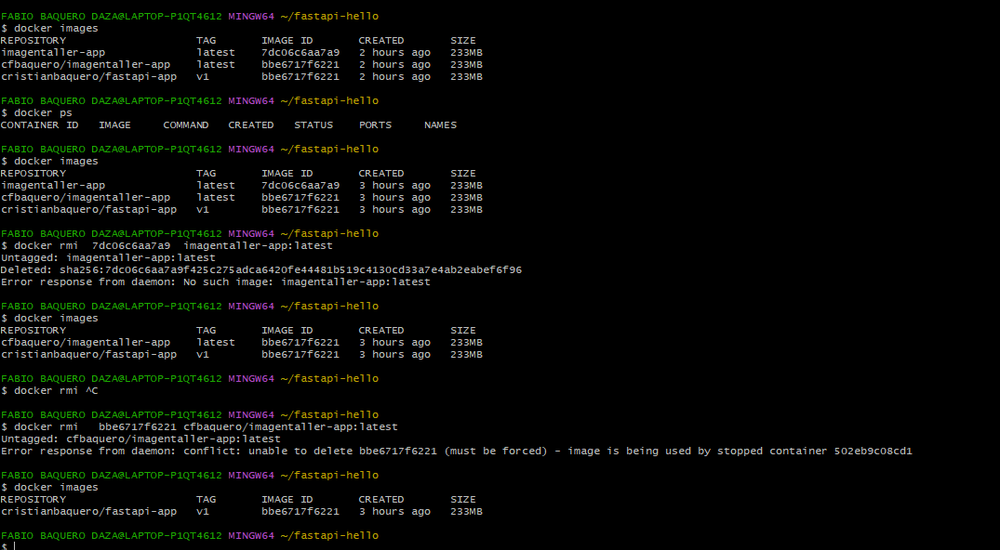 FABIO BAQUERO DAZA@LAPTOP-P1QT4612 MINGW64 ~/fastapi-hello
$ docker images
REPOSITORY TAG IMAGE ID CREATED SIZE
imagentaller-app latest 7dc06c6aa7a9 2 hours ago 233MB
cfbaquero/imagentaller-app latest bbe6717f6221 2 hours ago 233MB
cristianbaquero/fastapi-app v1 bbe6717f6221 2 hours ago 233MB
FABIO BAQUERO DAZA@LAPTOP-P1QT4612 MINGW64 ~/fastapi-hello
$ docker ps
CONTAINER ID IMAGE COMMAND CREATED STATUS PORTS NAMES
FABIO BAQUERO DAZA@LAPTOP-P1QT4612 MINGW64 ~/fastapi-hello
$ docker images
REPOSITORY TAG IMAGE ID CREATED SIZE
imagentaller-app latest 7dc06c6aa7a9 3 hours ago 233MB
cfbaquero/imagentaller-app latest bbe6717f6221 3 hours ago 233MB
cristianbaquero/fastapi-app v1 bbe6717f6221 3 hours ago 233MB
FABIO BAQUERO DAZA@LAPTOP-P1QT4612 MINGW64 ~/fastapi-hello
$ docker rmi 7dc06c6aa7a9 imagentaller-app:latest
Untagged: imagentaller-app:latest
Deleted: sha256:7dc06c6aa7a9f425c275adca6420fe44481b519c4130cd33a7e4ab2eabef6f96
Error response from daemon: No such image: imagentaller-app:latest
FABIO BAQUERO DAZA@LAPTOP-P1QT4612 MINGW64 ~/fastapi-hello
$ docker images
REPOSITORY TAG IMAGE ID CREATED SIZE
cfbaquero/imagentaller-app latest bbe6717f6221 3 hours ago 233MB
cristianbaquero/fastapi-app v1 bbe6717f6221 3 hours ago 233MB
FABIO BAQUERO DAZA@LAPTOP-P1QT4612 MINGW64 ~/fastapi-hello
$ docker rmi ^C
FABIO BAQUERO DAZA@LAPTOP-P1QT4612 MINGW64 ~/fastapi-hello
$ docker rmi bbe6717f6221 cfbaquero/imagentaller-app:latest
Untagged: cfbaquero/imagentaller-app:latest
Error response from daemon: conflict: unable to delete bbe6717f6221 (must be forced) - image is being used by stopped container 502eb9c08cd1
FABIO BAQUERO DAZA@LAPTOP-P1QT4612 MINGW64 ~/fastapi-hello
$ docker images
REPOSITORY TAG IMAGE ID CREATED SIZE
cristianbaquero/fastapi-app v1 bbe6717f6221 3 hours ago 233MB
FABIO BAQUERO DAZA@LAPTOP-P1QT4612 MINGW64 ~/fastapi-hello
$